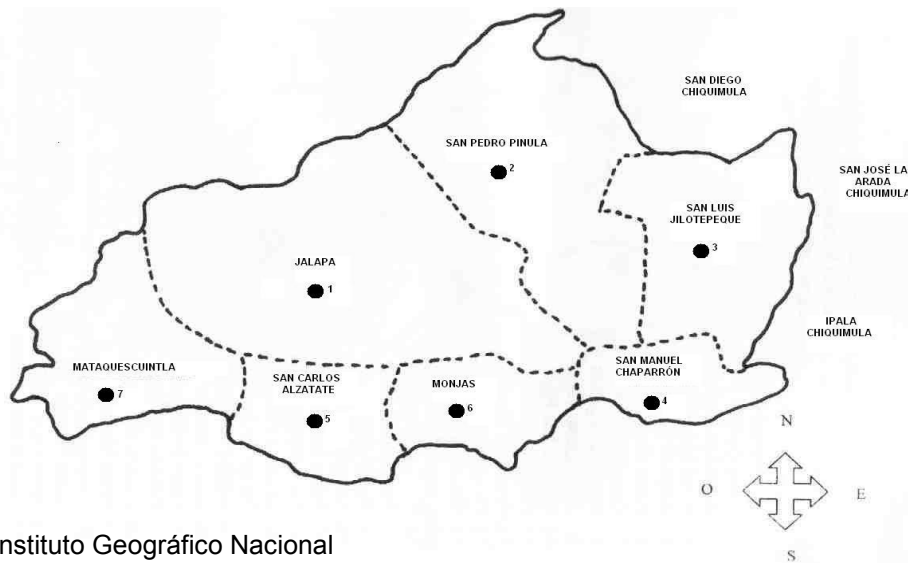 SAN DIEGO
CHIQUIMULA
SAN PEDRO PINULA
2
SAN JOSÉ LA
ARADA
CHIQUIMULA
SAN LUIS
JILOTEPEQUE
3
JALAPA
1
IPALA
CHIQUIMULA
MATAQUESCUINTLA
7
SAN CARLOS
ALZATATE
5
MONJAS
6
SAN MANUEL
CHAPARRÓN
4
N
O
E
S
nstituto Geográfico Nacional